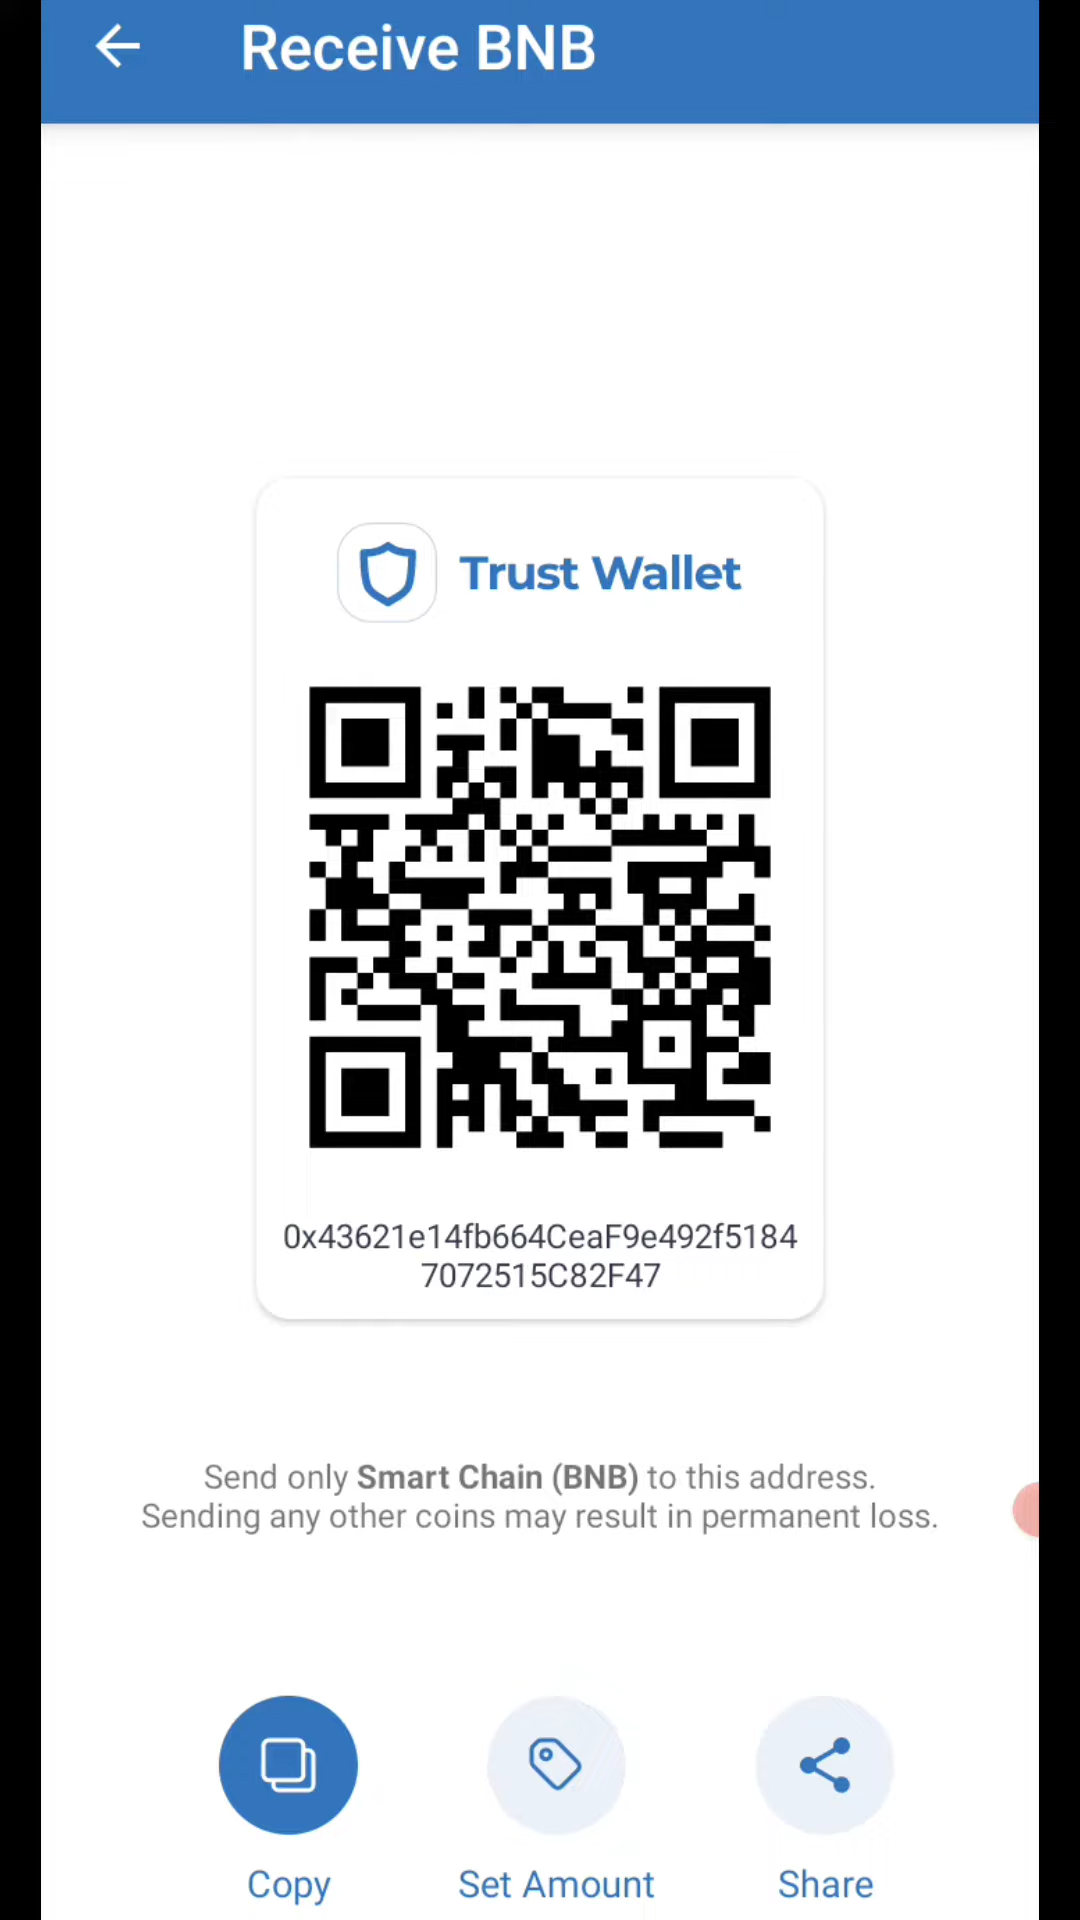 Receive BNB
Trust Wallet
0x43621e14fb664CeaF9e492f5184
7072515C82F47
Send only Smart Chain (BNB) to this address.
Sending any other coins may result in permanent loss.
Copy
Set Amount
Share